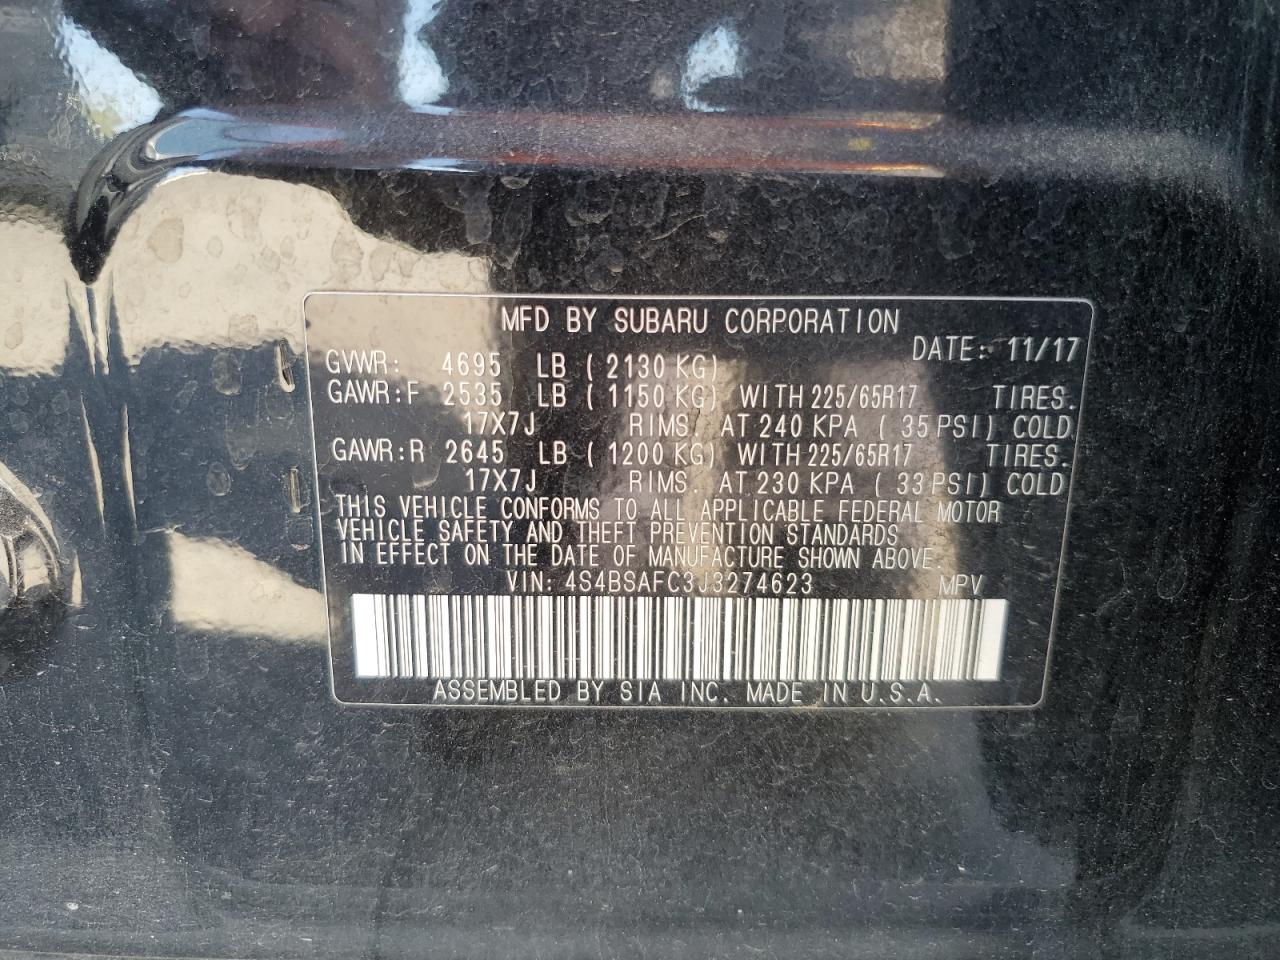 MFD BY SUBARU CORPORATION
DATE: 11/17
GVWR: 4695 LB ( 2130 KG)
GAWR:F 2535 LB ( 1150 KG) WITH 225/65R17 TIRES.
17X7J RIMS. AT 240 KPA ( 35 PSI) COLD
GAWR:R 2645 LB ( 1200 KG) WITH 225/65R17 TIRES.
17X7J RIMS. AT 230 KPA ( 33 PSI) COLD
THIS VEHICLE CONFORMS TO ALL APPLICABLE FEDERAL MOTOR
VEHICLE SAFETY AND THEFT PREVENTION STANDARDS
IN EFFECT ON THE DATE OF MANUFACTURE SHOWN ABOVE.
VIN: 4S4BSAFC3J3274623 MPV
ASSEMBLED BY SIA INC. MADE IN U.S.A.